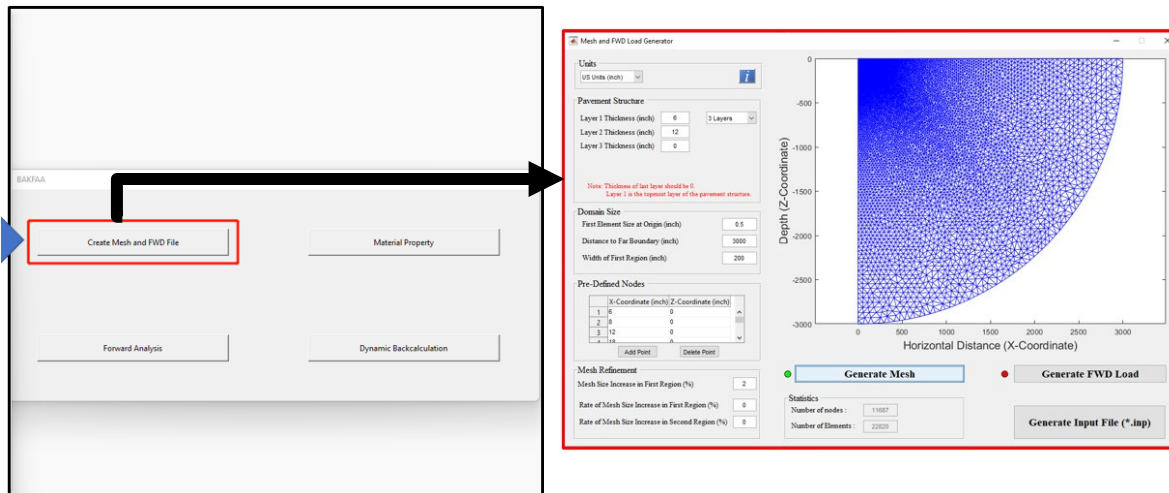 BAKFAA
Create Mesh and FWD File
Material Property
Forward Analysis
Dynamic Backcalculation
Mesh and FWD Load Generator
Units
US Units (inch)
i
Pavement Structure
Layer 1 Thickness (inch) 6 3 Layers
Layer 2 Thickness (inch) 12
Layer 3 Thickness (inch) 0
Note: Thickness of last layer should be 0.
Layer 1 is the topmost layer of the pavement structure.
Domain Size
First Element Size at Origin (inch) 0.5
Distance to Far Boundary (inch) 3000
Width of First Region (inch) 200
Pre-Defined Nodes
X-Coordinate (inch) Z-Coordinate (inch)
1 6 0
2 8 0
3 12 0
4 18 0
Add Point Delete Point
Mesh Refinement
Mesh Size Increase in First Region (%) 2
Rate of Mesh Size Increase in First Region (%) 0
Rate of Mesh Size Increase in Second Region (%) 0
Depth (Z-Coordinate)
0
-500
-1000
-1500
-2000
-2500
-3000
0 500 1000 1500 2000 2500 3000
Horizontal Distance (X-Coordinate)
Generate Mesh
Generate FWD Load
Statistics
Number of nodes : 11687
Number of Elements : 22820
Generate Input File (*.inp)